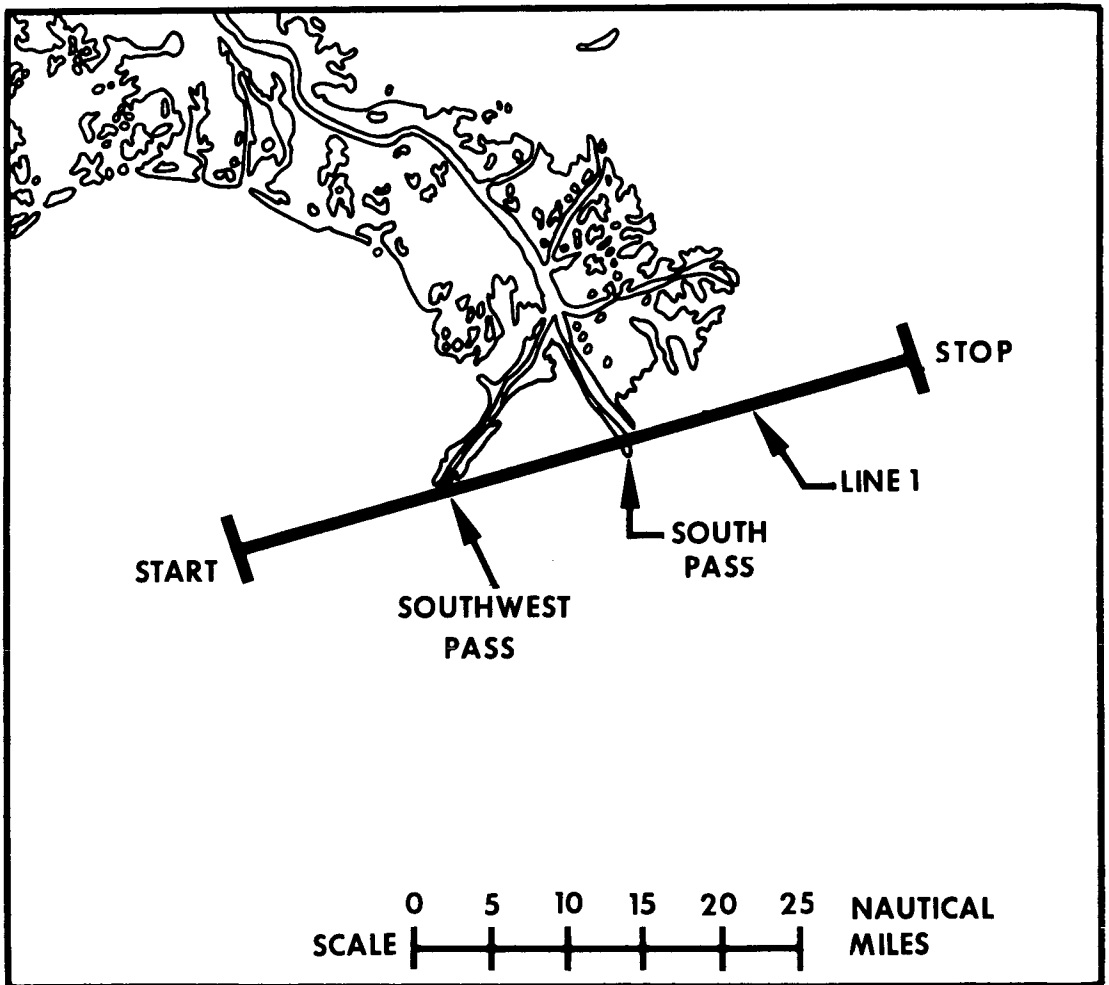 STOP
LINE 1
SOUTH
PASS
START
SOUTHWEST
PASS
0 5 10 15 20 25 NAUTICAL
SCALE MILES